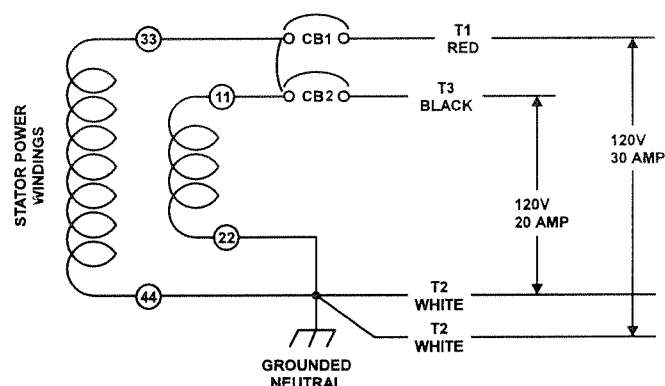 33
CB1
T1
RED
11
CB2
T3
BLACK
STATOR POWER
WINDINGS
120V
30 AMP
120V
20 AMP
22
44
T2
WHITE
T2
WHITE
GROUNDED
NEUTRAL